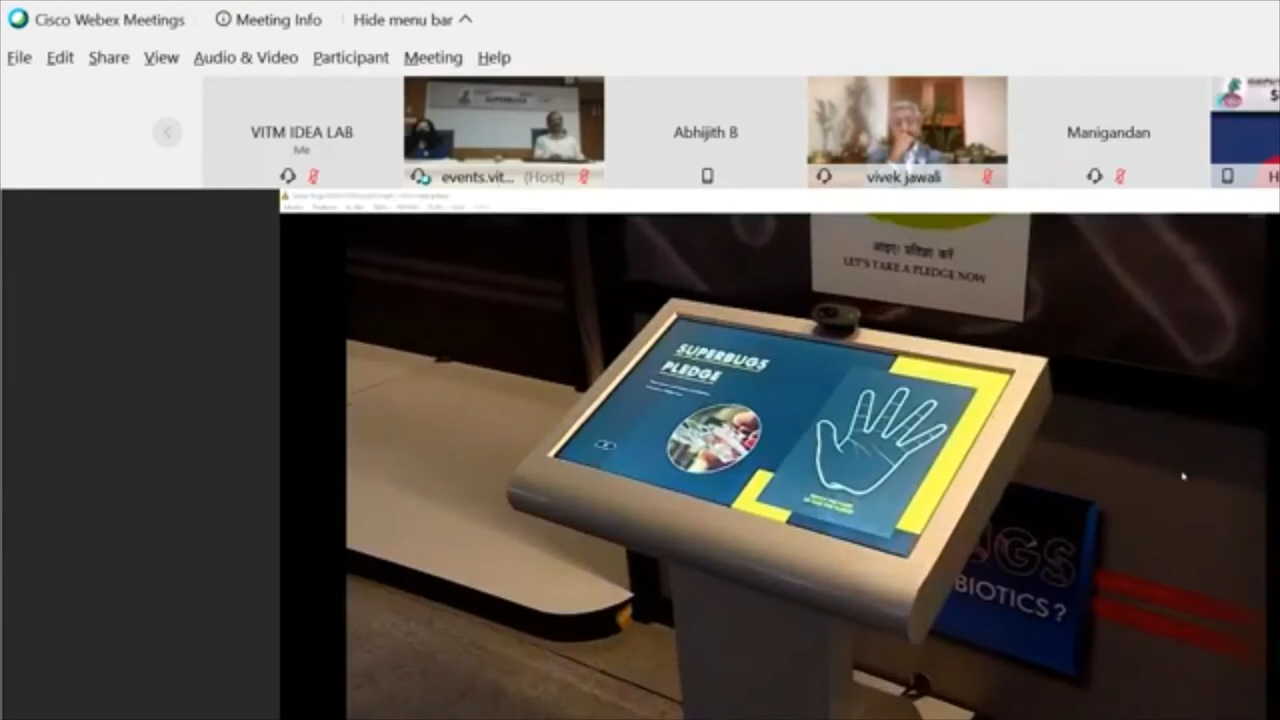 Cisco Webex Meetings
Meeting Info
Hide menu bar
File Edit Share View Audio & Video Participant Meeting Help
VITM IDEA LAB
Me
SUPERBUGS
events.vit... (Host)
Abhijith B
vivek jawali
Manigandan
S
H
आइए! प्रतिज्ञा करें
LET'S TAKE A PLEDGE NOW
SUPERBUGS
PLEDGE
UGS
BIOTICS?